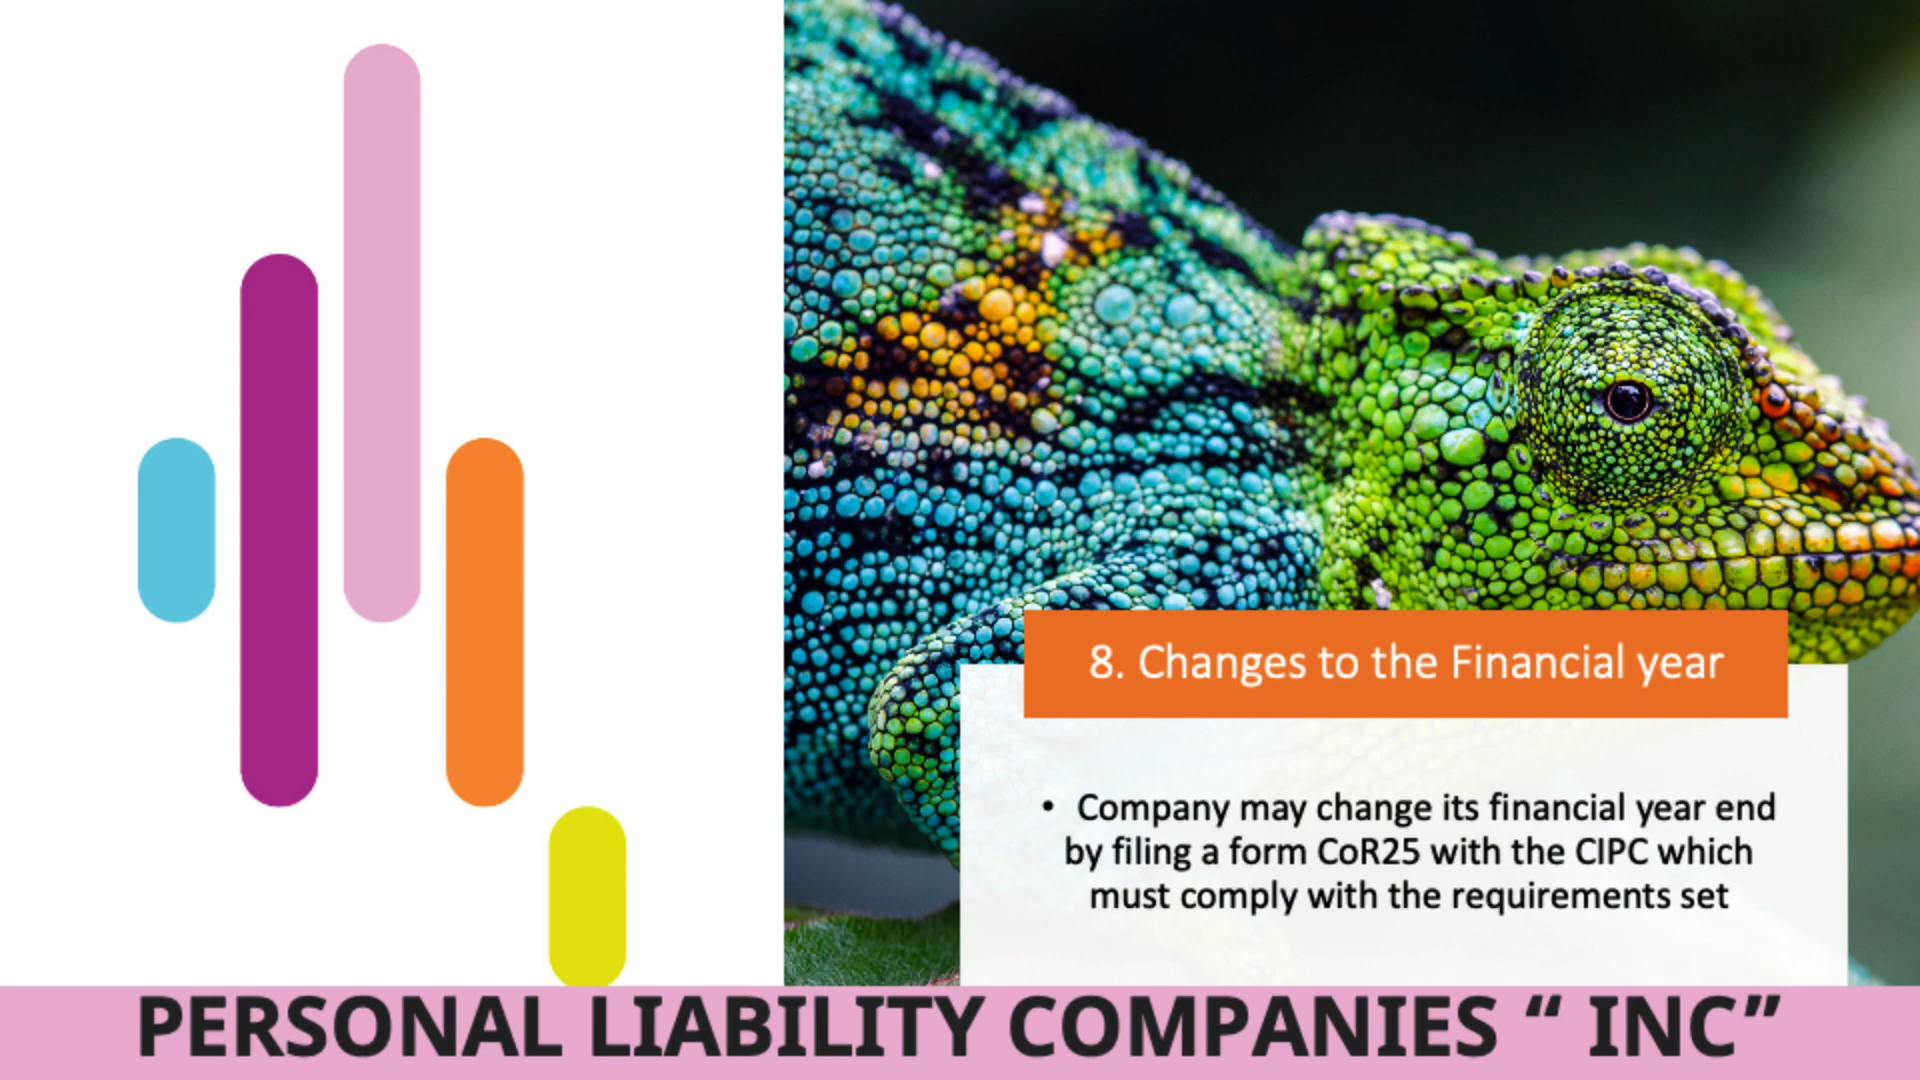 8. Changes to the Financial year
• Company may change its financial year end
by filing a form CoR25 with the CIPC which
must comply with the requirements set
PERSONAL LIABILITY COMPANIES “ INC”